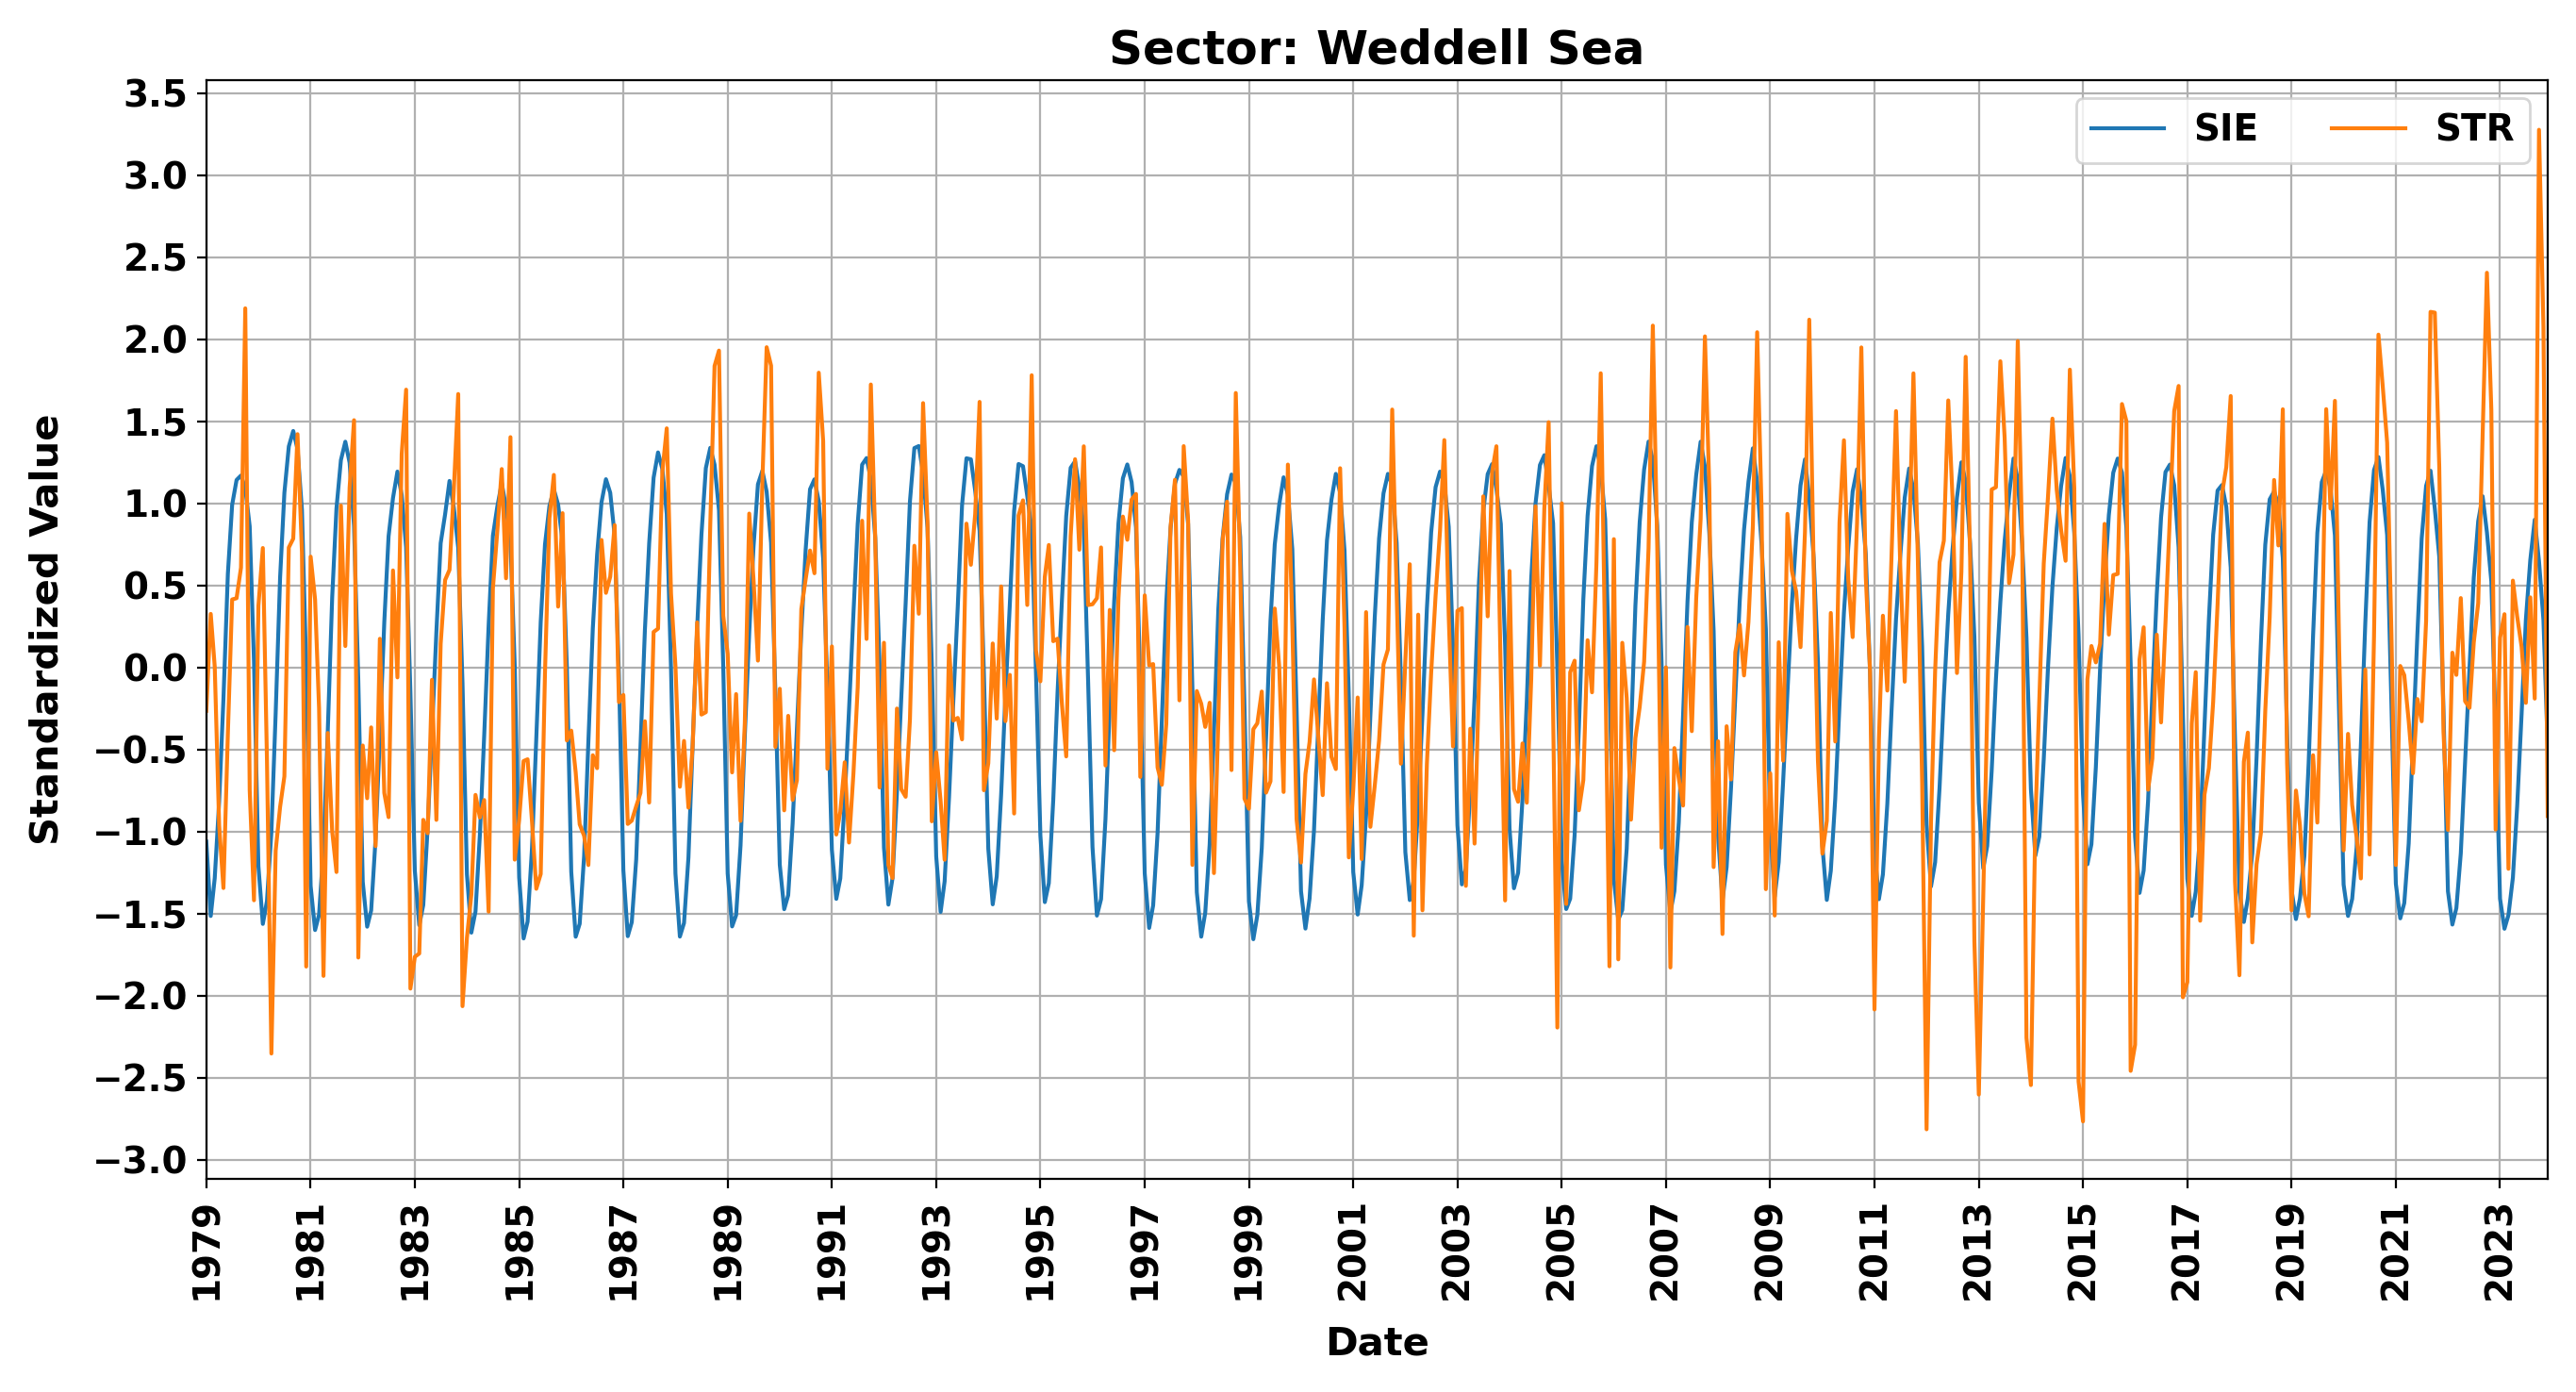 Sector: Weddell Sea
SIE STR
Standardized Value
3.5
3.0
2.5
2.0
1.5
1.0
0.5
0.0
−0.5
−1.0
−1.5
−2.0
−2.5
−3.0
1979 1981 1983 1985 1987 1989 1991 1993 1995 1997 1999 2001 2003 2005 2007 2009 2011 2013 2015 2017 2019 2021 2023
Date